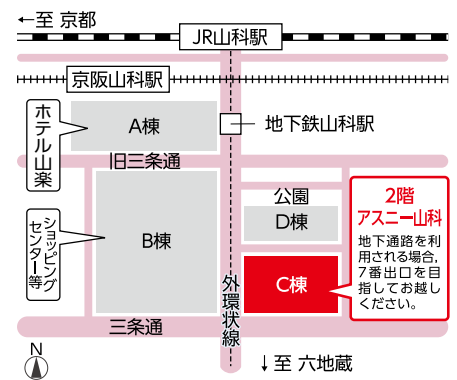 ←至 京都
JR山科駅
京阪山科駅
ホテル山楽
A棟
地下鉄山科駅
旧三条通
公園
D棟
2階
アスニー山科
地下通路を利
用される場合,
7番出口を目
指してお越し
ください。
ショッピング
センター等
B棟
C棟
外環状線
三条通
N
↓至 六地蔵